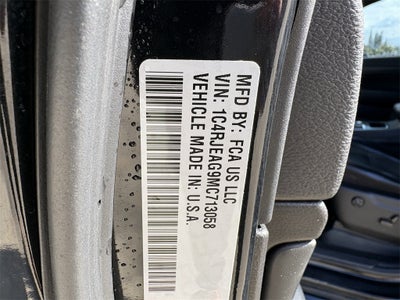 MFD BY: FCA US LLC
VIN: 1C4RJEAG9MC713058
VEHICLE MADE IN: U.S.A.